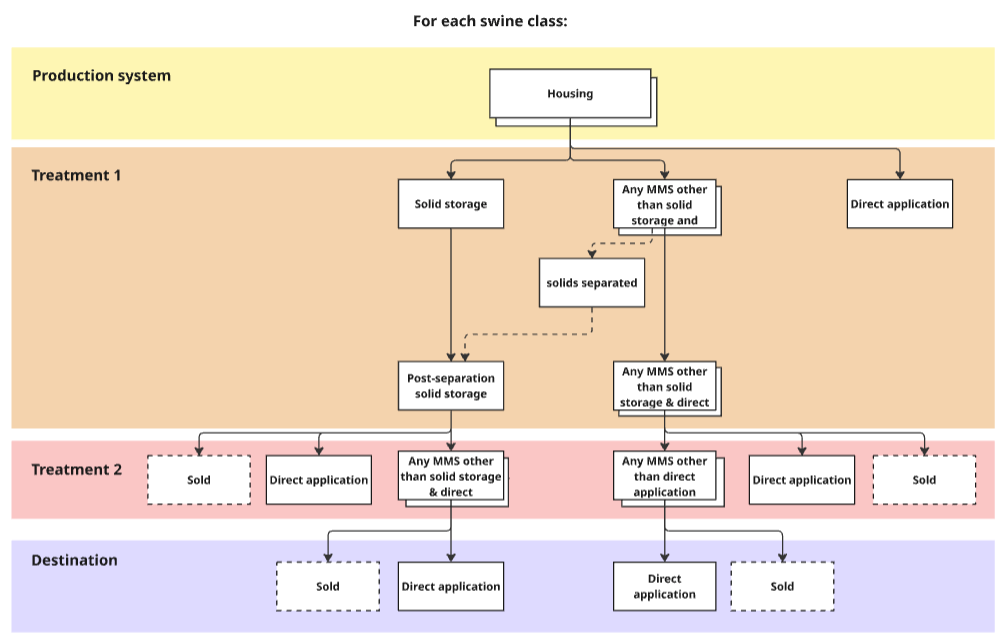 For each swine class:
Production system
Housing
Treatment 1
Solid storage
Any MMS other
than solid
storage and
Direct application
solids separated
Post-separation
solid storage
Any MMS other
than solid
storage & direct
Treatment 2
Sold
Direct application
Any MMS other
than solid storage
& direct
Any MMS other
than direct
application
Direct application
Sold
Destination
Sold
Direct application
Direct
application
Sold